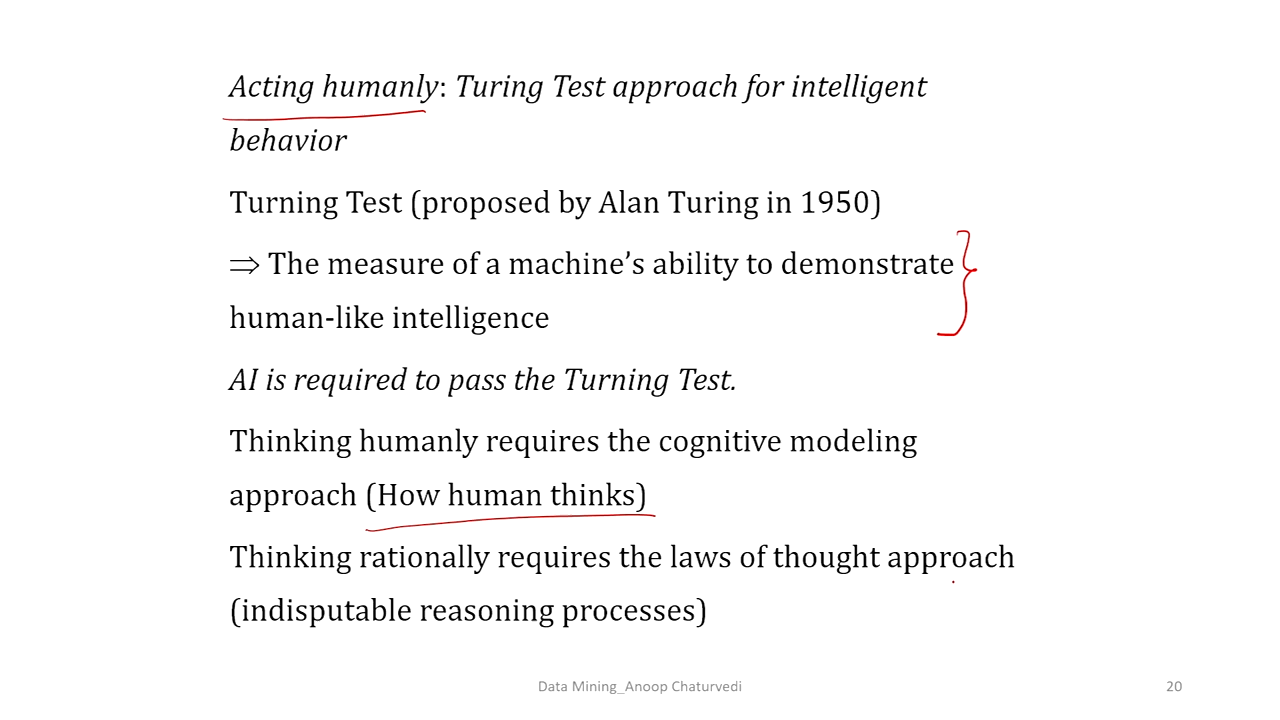 Acting humanly: Turing Test approach for intelligent
behavior
Turning Test (proposed by Alan Turing in 1950)
⇒ The measure of a machine’s ability to demonstrate
human-like intelligence
AI is required to pass the Turning Test.
Thinking humanly requires the cognitive modeling
approach (How human thinks)
Thinking rationally requires the laws of thought approach
(indisputable reasoning processes)
Data Mining_Anoop Chaturvedi
20